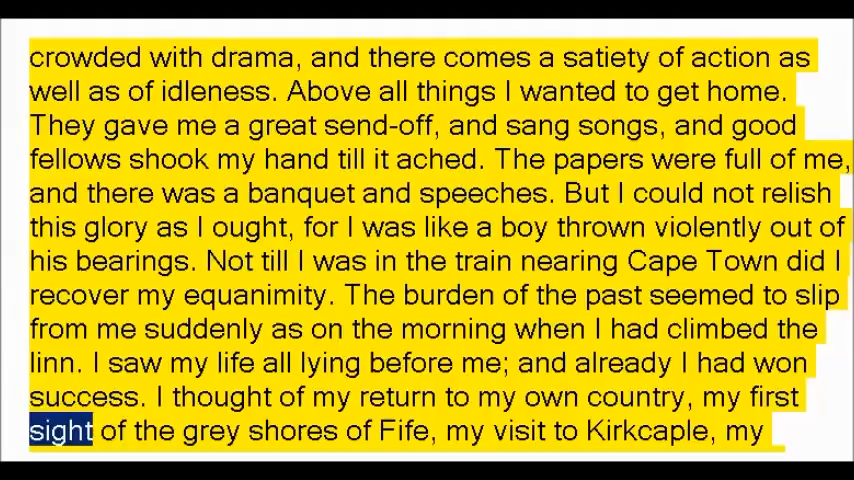 crowded with drama, and there comes a satiety of action as
well as of idleness. Above all things I wanted to get home.
They gave me a great send-off, and sang songs, and good
fellows shook my hand till it ached. The papers were full of me,
and there was a banquet and speeches. But I could not relish
this glory as I ought, for I was like a boy thrown violently out of
his bearings. Not till I was in the train nearing Cape Town did I
recover my equanimity. The burden of the past seemed to slip
from me suddenly as on the morning when I had climbed the
linn. I saw my life all lying before me; and already I had won
success. I thought of my return to my own country, my first
sight of the grey shores of Fife, my visit to Kirkcaple, my